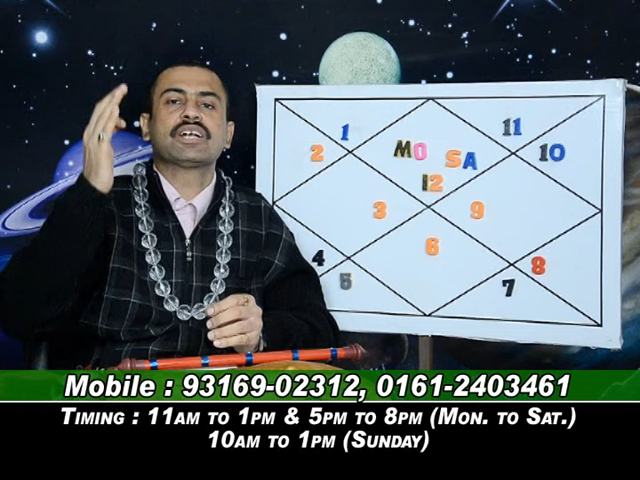 1
11
2
MO
SA
10
12
3
9
6
4
8
5
7
Mobile : 93169-02312, 0161-2403461
Timing : 11am to 1pm & 5pm to 8pm (Mon. to Sat.)
10am to 1pm (Sunday)